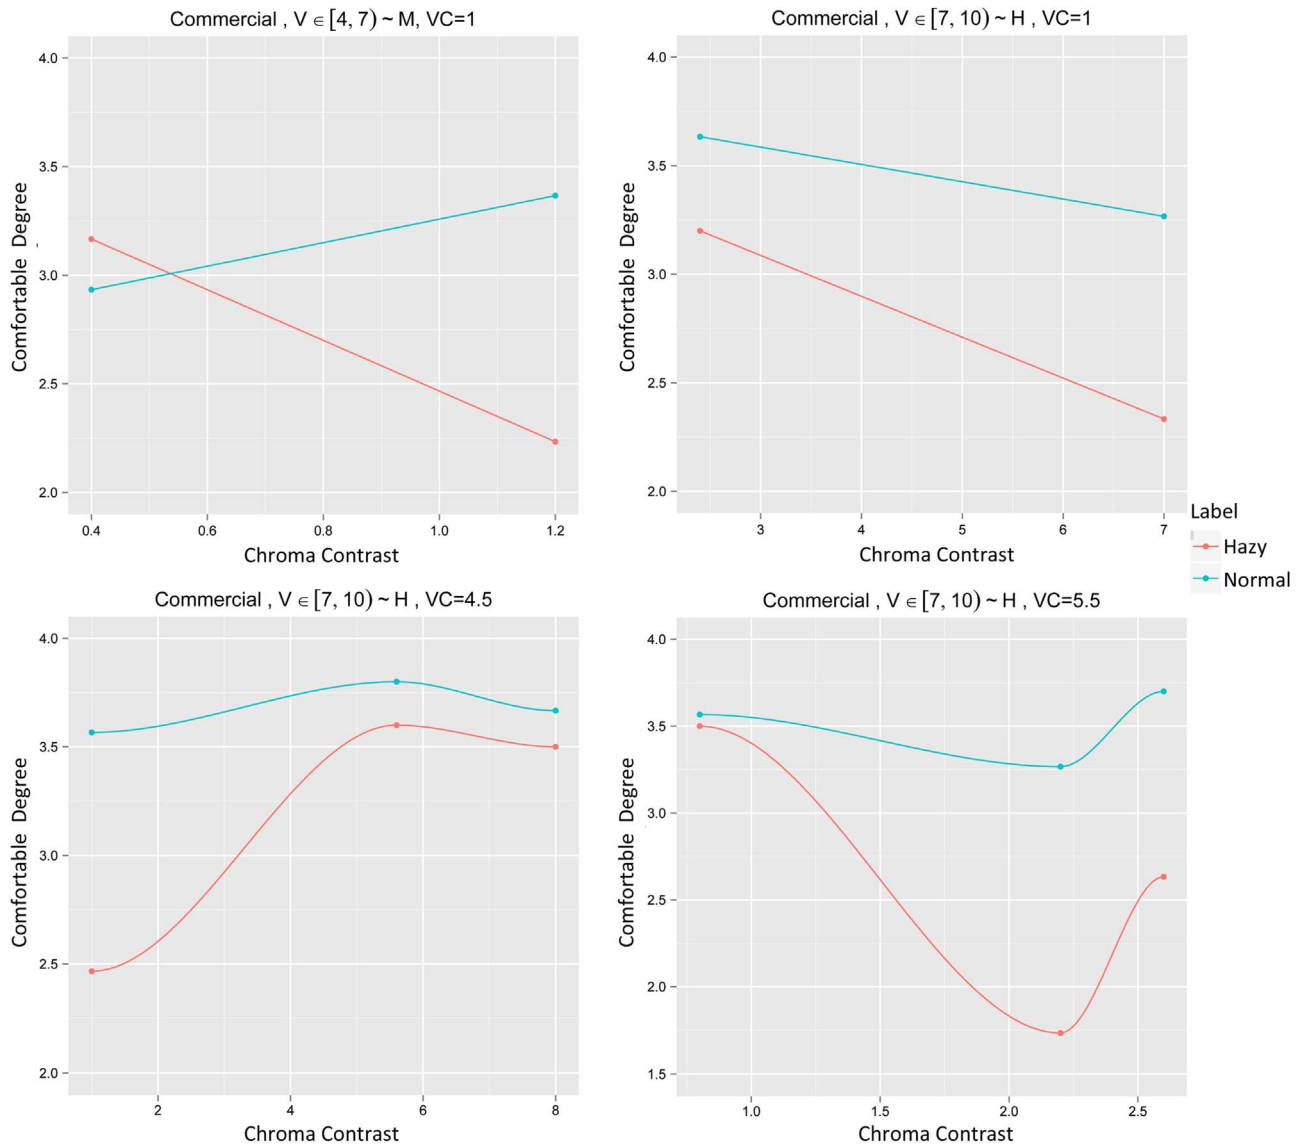 Commercial , V ∈ [4, 7) ~ M, VC=1
Comfortable Degree
4.0
3.5
3.0
2.5
2.0
0.4 0.6 0.8 1.0 1.2
Chroma Contrast
Commercial , V ∈ [7, 10) ~ H , VC=1
Comfortable Degree
4.0
3.5
3.0
2.5
2.0
3 4 5 6 7
Chroma Contrast
Label
Hazy
Normal
Commercial , V ∈ [7, 10) ~ H , VC=4.5
Comfortable Degree
4.0
3.5
3.0
2.5
2.0
2 4 6 8
Chroma Contrast
Commercial , V ∈ [7, 10) ~ H , VC=5.5
Comfortable Degree
4.0
3.5
3.0
2.5
2.0
1.5
1.0 1.5 2.0 2.5
Chroma Contrast